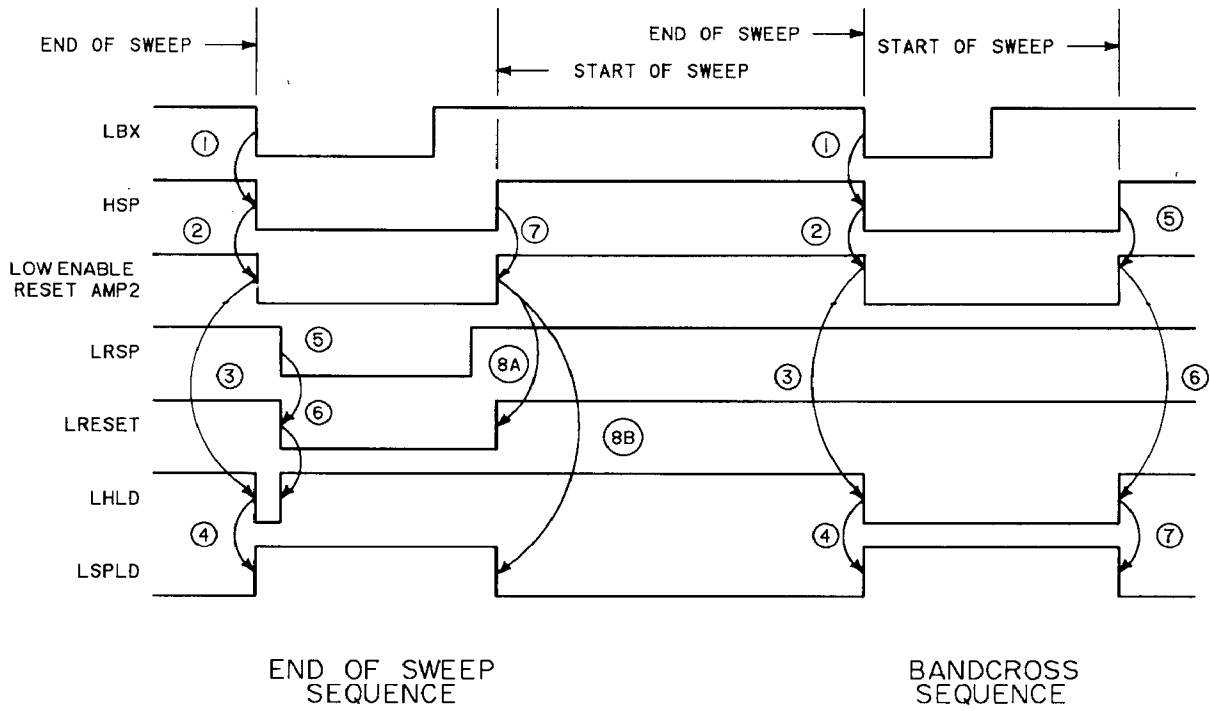 END OF SWEEP
END OF SWEEP
START OF SWEEP
START OF SWEEP
LBX
1
1
HSP
2
7
2
5
LOW ENABLE
RESET AMP2
LRSP
5
3
8A
3
6
6
LRESET
8B
LHLD
4
4
7
LSPLD
END OF SWEEP
SEQUENCE
BANDCROSS
SEQUENCE